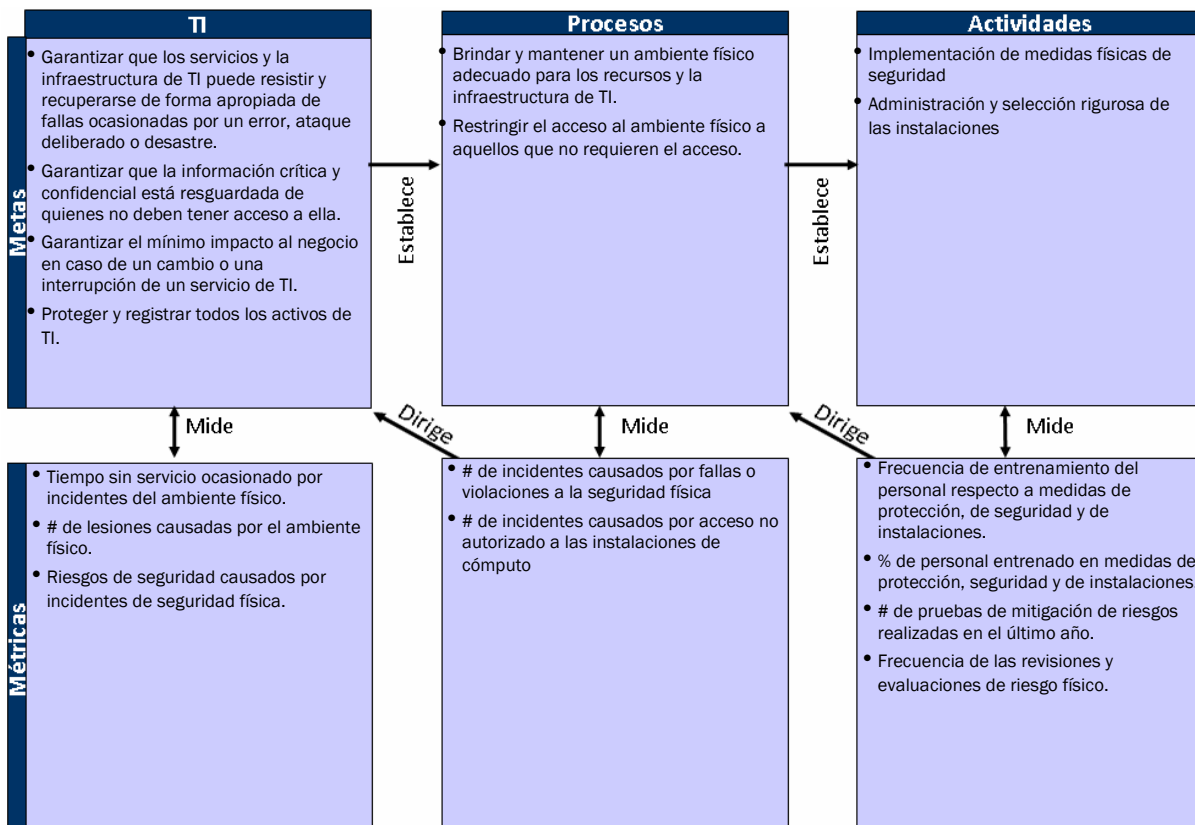 TI
Procesos
Actividades
Metas
• Garantizar que los servicios y la
infraestructura de TI puede resistir y
recuperarse de forma apropiada de
fallas ocasionadas por un error, ataque
deliberado o desastre.
• Garantizar que la información crítica y
confidencial está resguardada de
quienes no deben tener acceso a ella.
• Garantizar el mínimo impacto al negocio
en caso de un cambio o una
interrupción de un servicio de TI.
• Proteger y registrar todos los activos de
TI.
Establece
• Brindar y mantener un ambiente físico
adecuado para los recursos y la
infraestructura de TI.
• Restringir el acceso al ambiente físico a
aquellos que no requieren el acceso.
Establece
• Implementación de medidas físicas de
seguridad
• Administración y selección rigurosa de
las instalaciones
Mide
Dirige
Mide
Dirige
Mide
Métricas
• Tiempo sin servicio ocasionado por
incidentes del ambiente físico.
• # de lesiones causadas por el ambiente
físico.
• Riesgos de seguridad causados por
incidentes de seguridad física.
• # de incidentes causados por fallas o
violaciones a la seguridad física
• # de incidentes causados por acceso no
autorizado a las instalaciones de
cómputo
• Frecuencia de entrenamiento del
personal respecto a medidas de
protección, de seguridad y de
instalaciones.
• % de personal entrenado en medidas de
protección, seguridad y de instalaciones.
• # de pruebas de mitigación de riesgos
realizadas en el último año.
• Frecuencia de las revisiones y
evaluaciones de riesgo físico.